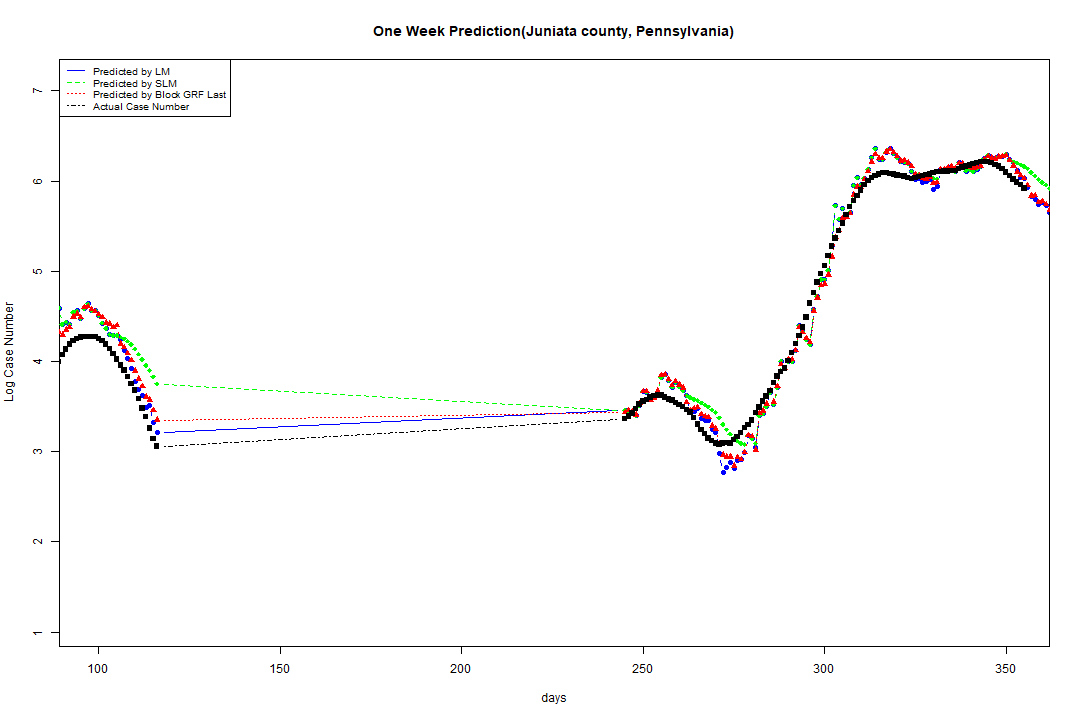 One Week Prediction(Juniata county, Pennsylvania)
Predicted by LM
Predicted by SLM
Predicted by Block GRF Last
Actual Case Number
7
6
5
4
3
2
1
Log Case Number
100 150 200 250 300 350
days